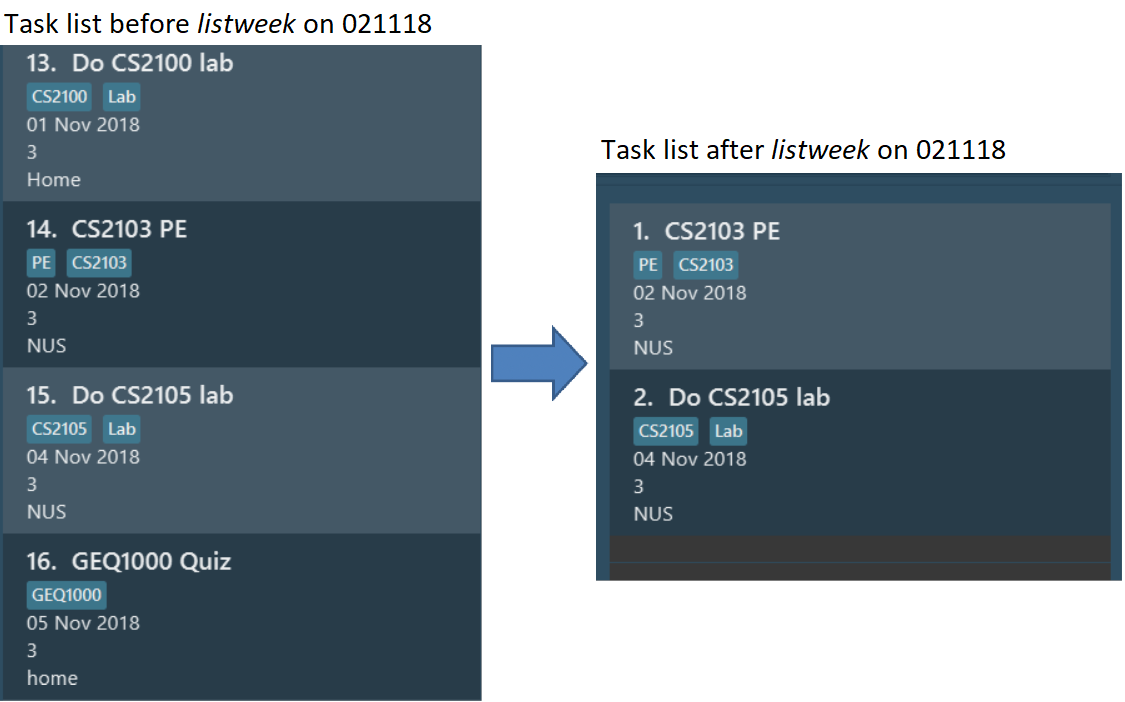 Task list before listweek on 021118
13. Do CS2100 lab
CS2100 Lab
01 Nov 2018
3
Home
14. CS2103 PE
PE CS2103
02 Nov 2018
3
NUS
15. Do CS2105 lab
CS2105 Lab
04 Nov 2018
3
NUS
16. GEQ1000 Quiz
GEQ1000
05 Nov 2018
3
home
Task list after listweek on 021118
1. CS2103 PE
PE CS2103
02 Nov 2018
3
NUS
2. Do CS2105 lab
CS2105 Lab
04 Nov 2018
3
NUS